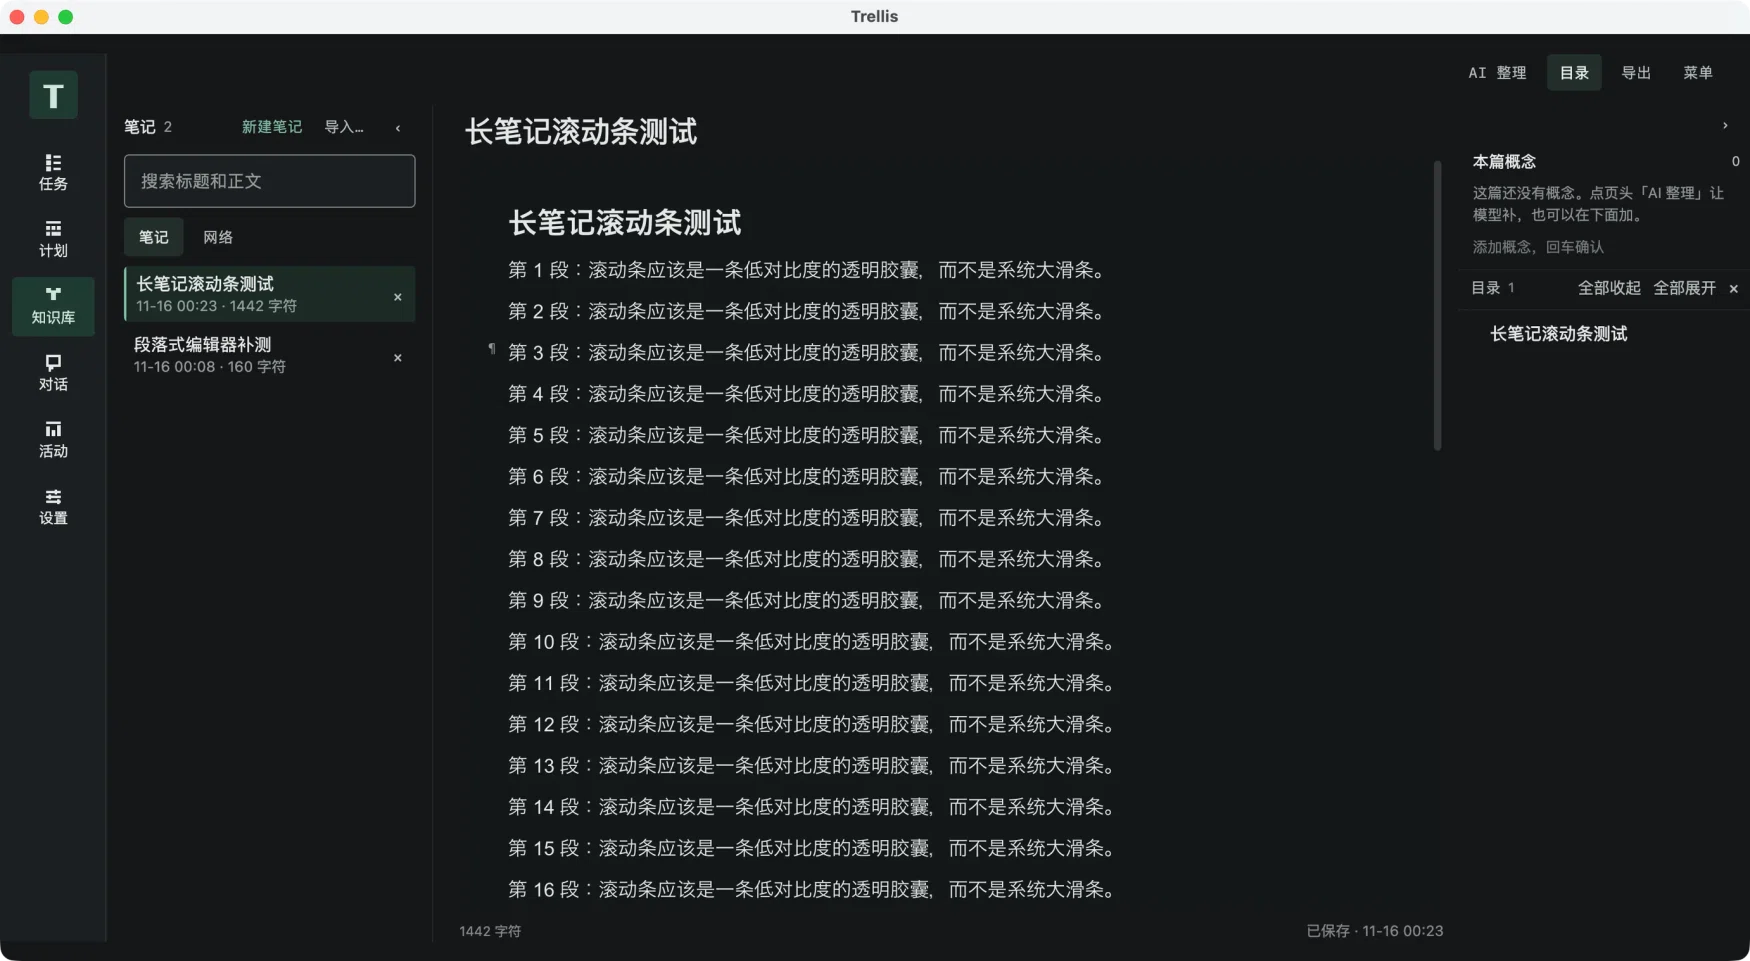 Trellis
T
任务
计划
知识库
对话
活动
设置
笔记 2 新建笔记 导入... ‹
搜索标题和正文
笔记 网络
长笔记滚动条测试
11-16 00:23 · 1442 字符 ×
段落式编辑器补测
11-16 00:08 · 160 字符 ×
AI 整理 目录 导出 菜单
长笔记滚动条测试
长笔记滚动条测试
第 1 段：滚动条应该是一条低对比度的透明胶囊，而不是系统大滑条。
第 2 段：滚动条应该是一条低对比度的透明胶囊，而不是系统大滑条。
¶ 第 3 段：滚动条应该是一条低对比度的透明胶囊，而不是系统大滑条。
第 4 段：滚动条应该是一条低对比度的透明胶囊，而不是系统大滑条。
第 5 段：滚动条应该是一条低对比度的透明胶囊，而不是系统大滑条。
第 6 段：滚动条应该是一条低对比度的透明胶囊，而不是系统大滑条。
第 7 段：滚动条应该是一条低对比度的透明胶囊，而不是系统大滑条。
第 8 段：滚动条应该是一条低对比度的透明胶囊，而不是系统大滑条。
第 9 段：滚动条应该是一条低对比度的透明胶囊，而不是系统大滑条。
第 10 段：滚动条应该是一条低对比度的透明胶囊，而不是系统大滑条。
第 11 段：滚动条应该是一条低对比度的透明胶囊，而不是系统大滑条。
第 12 段：滚动条应该是一条低对比度的透明胶囊，而不是系统大滑条。
第 13 段：滚动条应该是一条低对比度的透明胶囊，而不是系统大滑条。
第 14 段：滚动条应该是一条低对比度的透明胶囊，而不是系统大滑条。
第 15 段：滚动条应该是一条低对比度的透明胶囊，而不是系统大滑条。
第 16 段：滚动条应该是一条低对比度的透明胶囊，而不是系统大滑条。
1442 字符 已保存 · 11-16 00:23
›
本篇概念 0
这篇还没有概念。点页头「AI 整理」让
模型补，也可以在下面加。
添加概念，回车确认
目录 1 全部收起 全部展开 ×
长笔记滚动条测试